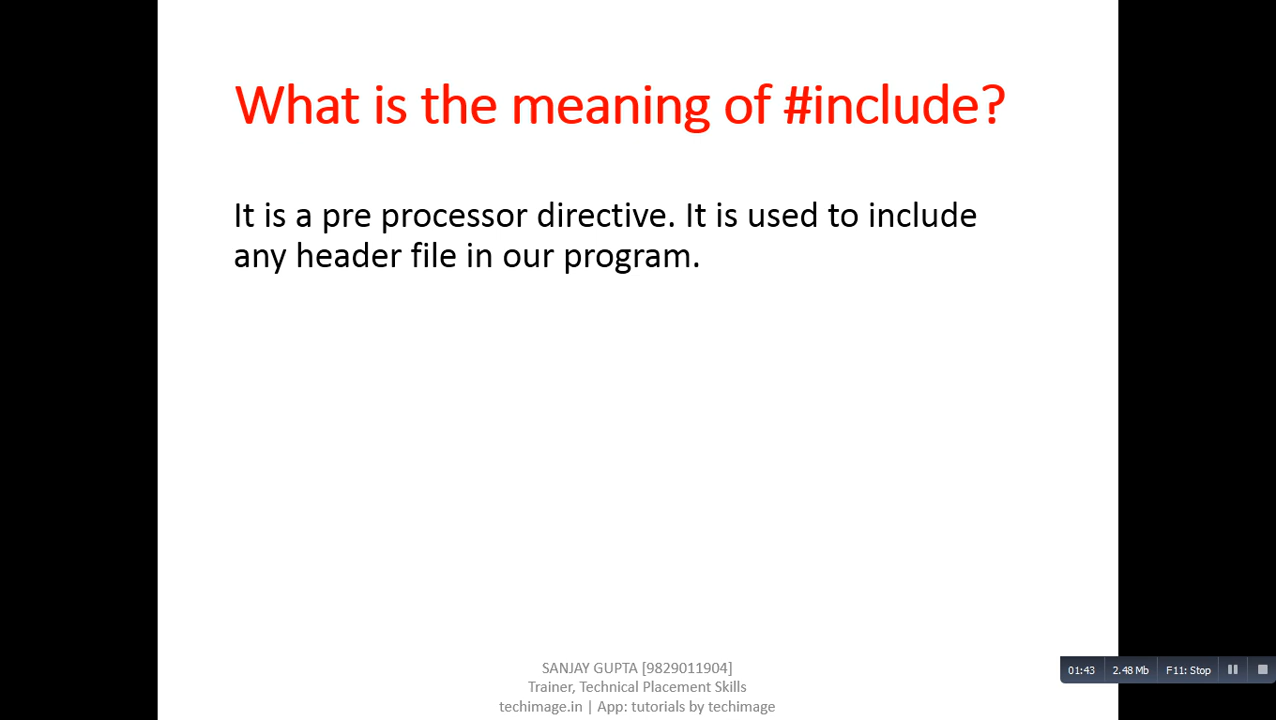 What is the meaning of #include?
It is a pre processor directive. It is used to include
any header file in our program.
SANJAY GUPTA [9829011904]
Trainer, Technical Placement Skills
techimage.in | App: tutorials by techimage
01:43 2.48 Mb F11: Stop